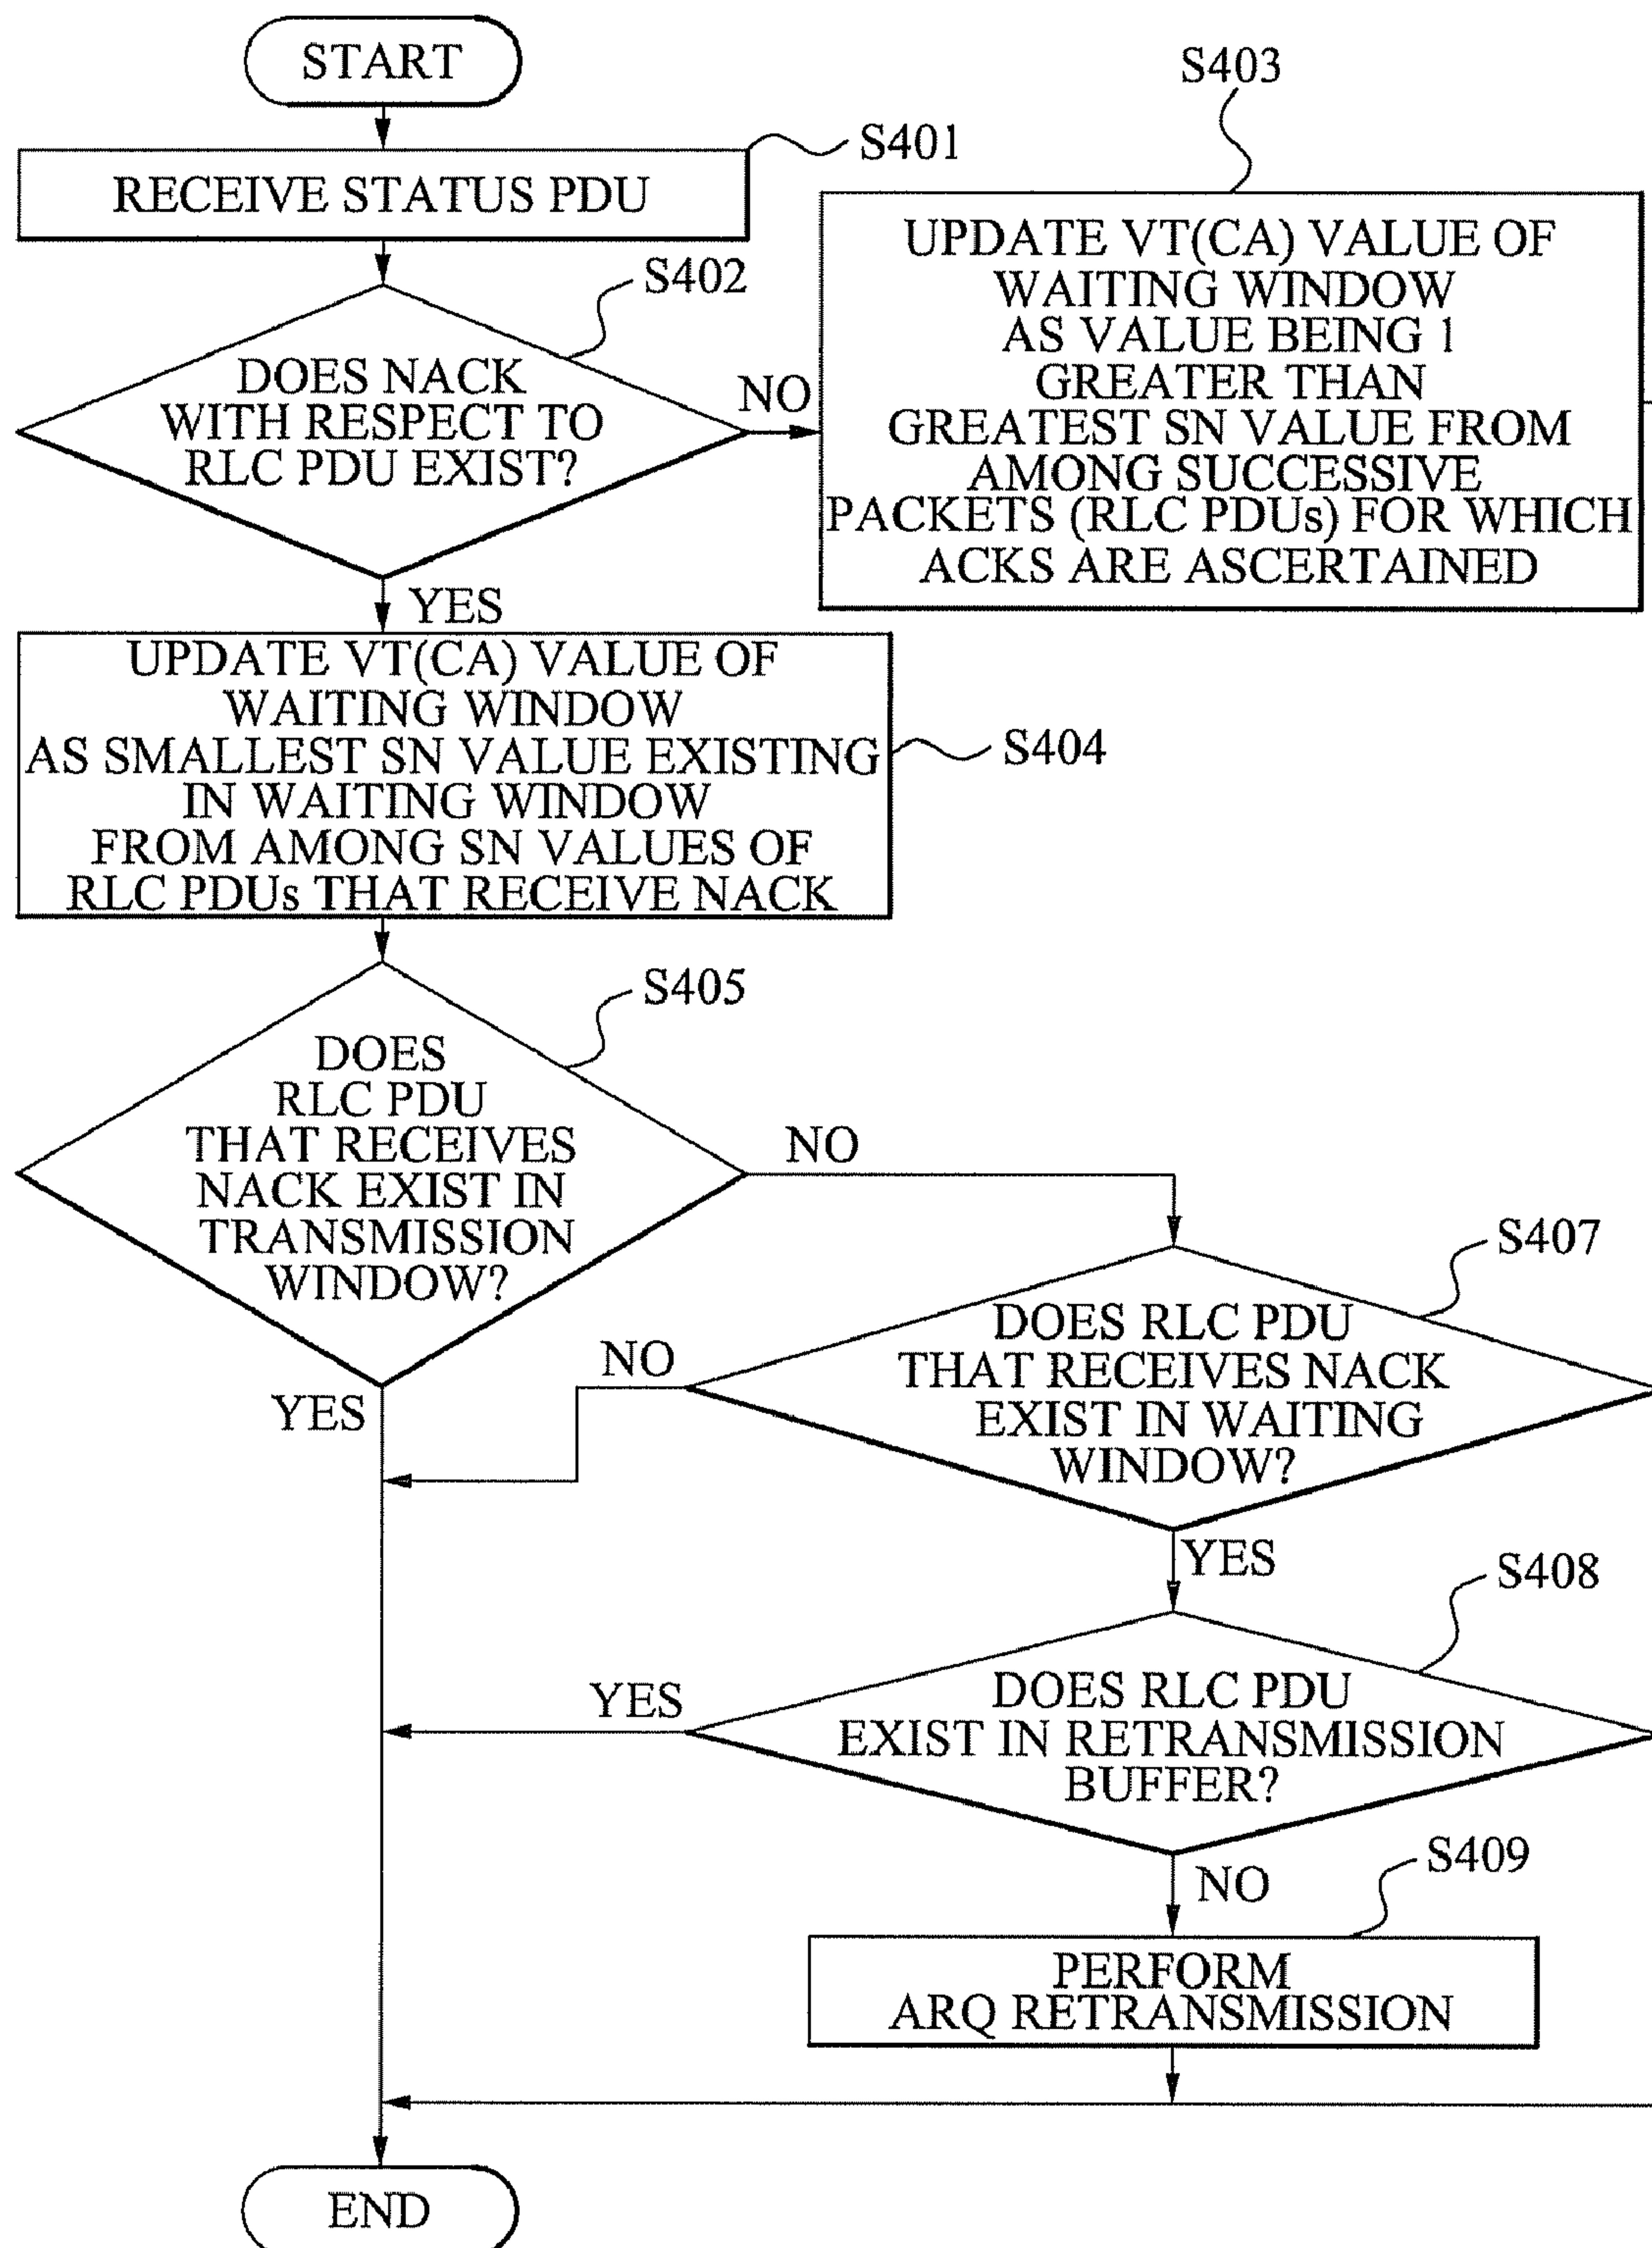 START
S401
RECEIVE STATUS PDU
S402
DOES NACK
WITH RESPECT TO
RLC PDU EXIST?
NO
S403
UPDATE VT(CA) VALUE OF
WAITING WINDOW
AS VALUE BEING 1
GREATER THAN
GREATEST SN VALUE FROM
AMONG SUCCESSIVE
PACKETS (RLC PDUs) FOR WHICH
ACKS ARE ASCERTAINED
YES
UPDATE VT(CA) VALUE OF
WAITING WINDOW
AS SMALLEST SN VALUE EXISTING
IN WAITING WINDOW
FROM AMONG SN VALUES OF
RLC PDUs THAT RECEIVE NACK
S404
S405
DOES
RLC PDU
THAT RECEIVES
NACK EXIST IN
TRANSMISSION
WINDOW?
NO
YES
S407
DOES RLC PDU
THAT RECEIVES NACK
EXIST IN WAITING
WINDOW?
NO
YES
S408
DOES RLC PDU
EXIST IN RETRANSMISSION
BUFFER?
YES
NO
S409
PERFORM
ARQ RETRANSMISSION
END